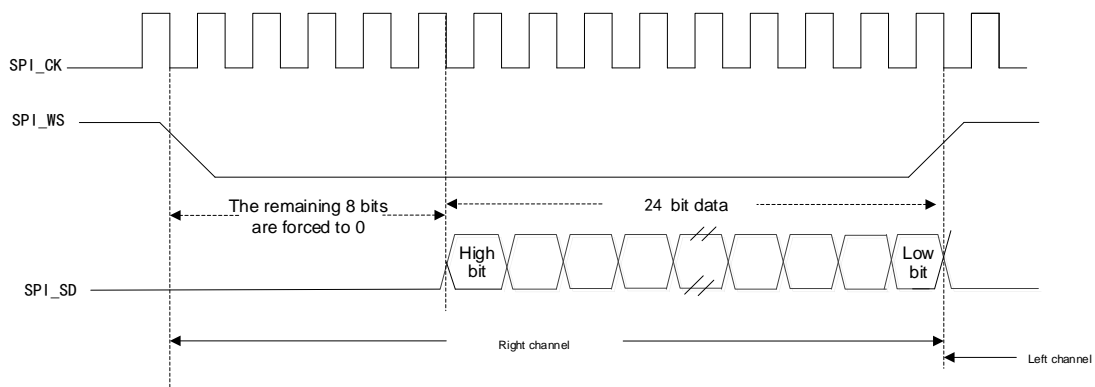 SPI_CK
SPI_WS
The remaining 8 bits
are forced to 0
24 bit data
High
bit
Low
bit
SPI_SD
Right channel
Left channel